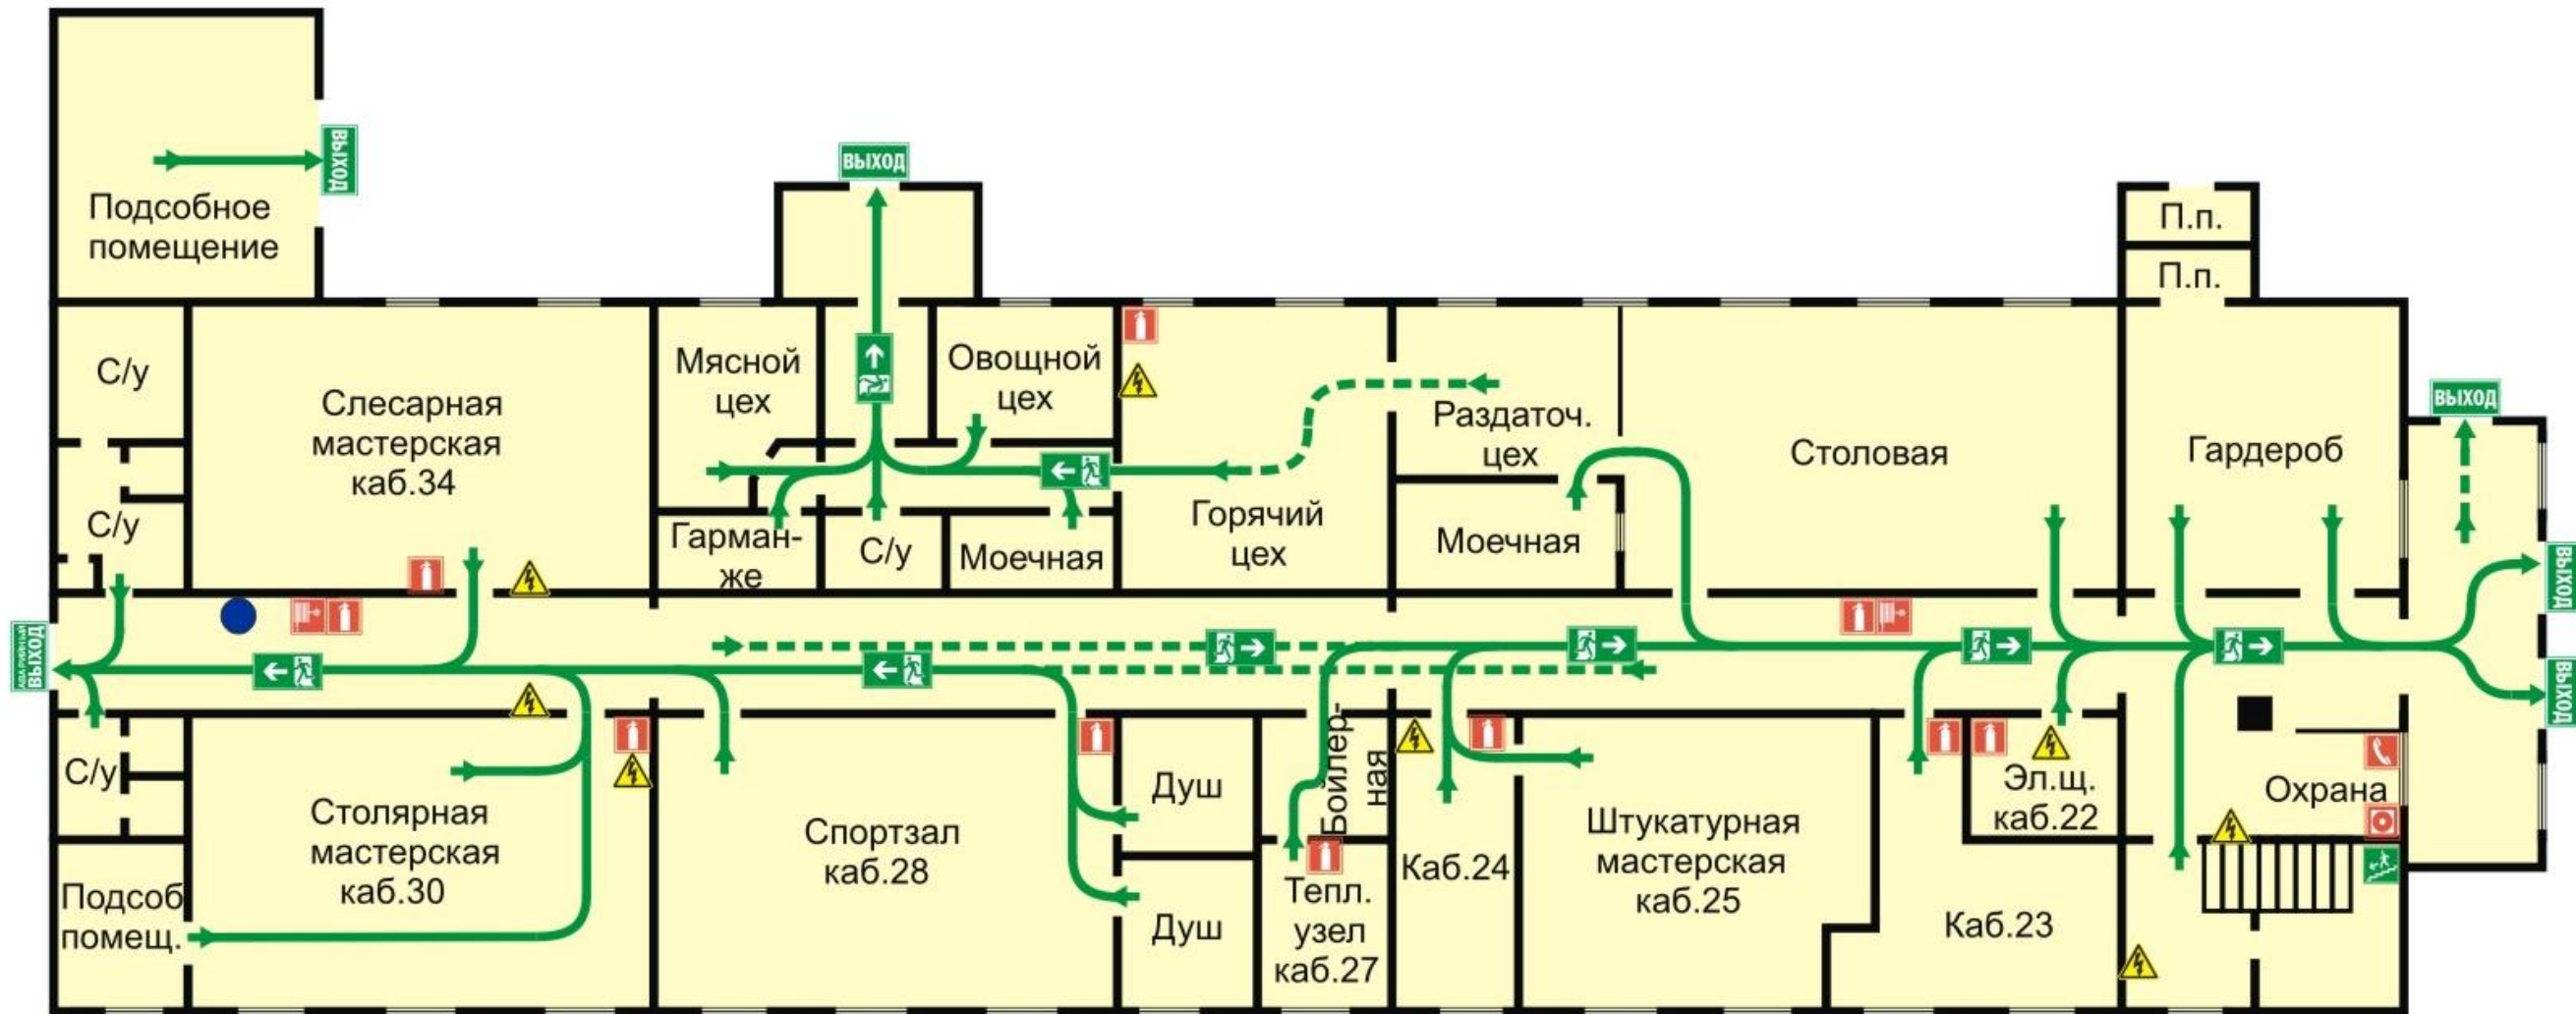 ВЫХОД
Подсобное
помещение
ВЫХОД
П.п.
П.п.
С/у
Слесарная
мастерская
каб.34
Мясной
цех
Овощной
цех
Раздаточ.
цех
Столовая
Гардероб
ВЫХОД
С/у
Гарман-
же
С/у
Моечная
Горячий
цех
Моечная
ВЫХОД
АВАРИЙНЫЙ
ВЫХОД
ВЫХОД
С/у
Столярная
мастерская
каб.30
Подсоб
помещ.
Спортзал
каб.28
Душ
Душ
Бойлер-
ная
Тепл.
узел
каб.27
Каб.24
Штукатурная
мастерская
каб.25
Каб.23
Эл.щ.
каб.22
Охрана